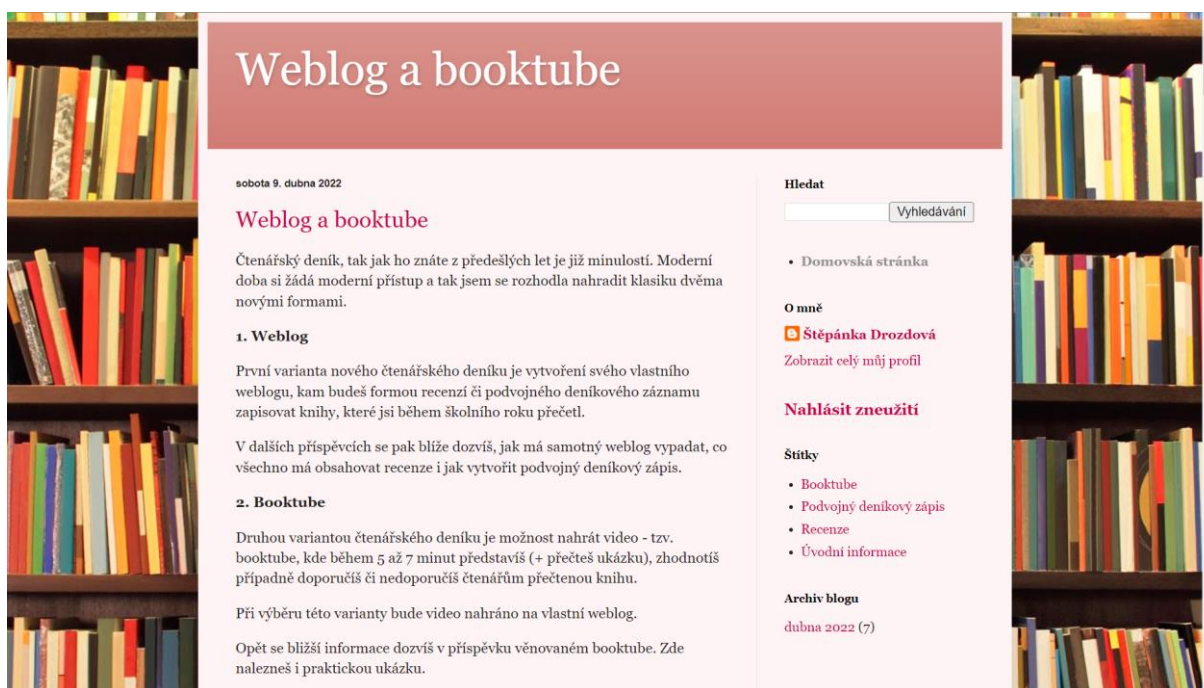 Weblog a booktube
sobota 9. dubna 2022
Weblog a booktube
Čtenářský deník, tak jak ho znáte z předešlých let je již minulostí. Moderní
doba si žádá moderní přístup a tak jsem se rozhodla nahradit klasiku dvěma
novými formami.
1. Weblog
První varianta nového čtenářského deníku je vytvoření svého vlastního
weblogu, kam budeš formou recenzí či podvojného deníkového záznamu
zapisovat knihy, které jsi během školního roku přečetl.
V dalších příspěvcích se pak blíže dozvíš, jak má samotný weblog vypadat, co
všechno má obsahovat recenze i jak vytvořit podvojný deníkový zápis.
2. Booktube
Druhou variantou čtenářského deníku je možnost nahrát video - tzv.
booktube, kde během 5 až 7 minut představíš (+ přečteš ukázku), zhodnotíš
případně doporučíš či nedoporučíš čtenářům přečtenou knihu.
Při výběru této varianty bude video nahráno na vlastní weblog.
Opět se bližší informace dozvíš v příspěvku věnovaném booktube. Zde
nalezneš i praktickou ukázku.
Hledat
Vyhledávání
• Domovská stránka
O mně
Štěpánka Drozdová
Zobrazit celý můj profil
Nahlásit zneužití
Štítky
• Booktube
• Podvojný deníkový zápis
• Recenze
• Úvodní informace
Archiv blogu
dubna 2022 (7)